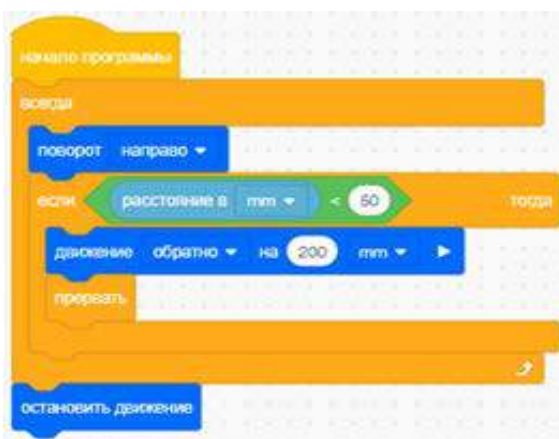 начало программы
всегда
поворот направо
если расстояние в mm < 50 тогда
движение обратно на 200 mm
прервать
остановить движение